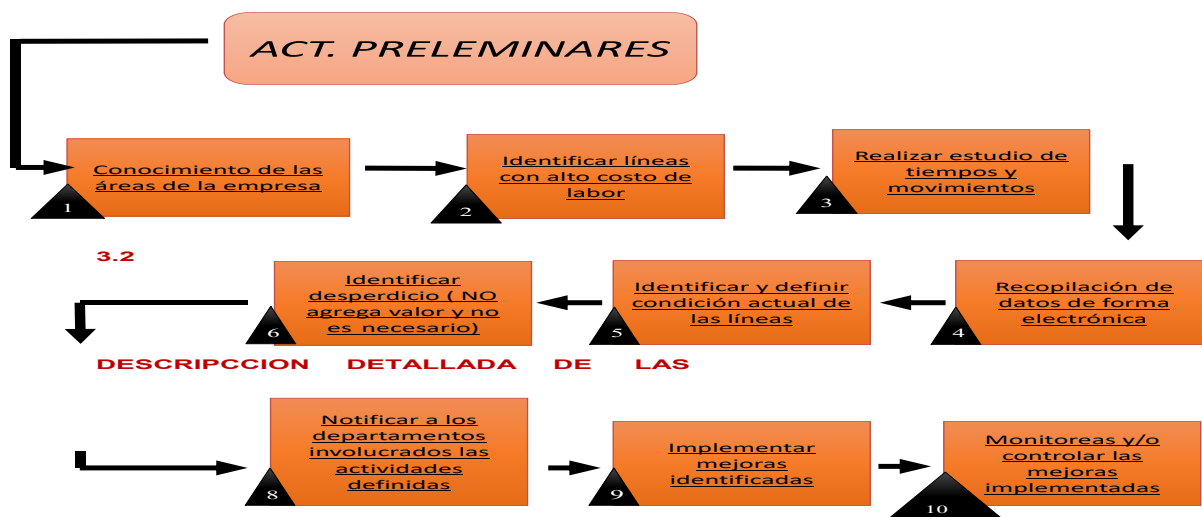 ACT. PRELEMINARES
Conocimiento de las
áreas de la empresa
1
Identificar líneas
con alto costo de
labor
2
Realizar estudio de
tiempos y
movimientos
3
3.2
Identificar
desperdicio ( NO
agrega valor y no
es necesario)
6
Identificar y definir
condición actual de
las líneas
5
Recopilación de
datos de forma
electrónica
4
DESCRIPCCION DETALLADA DE LAS
Notificar a los
departamentos
involucrados las
actividades
definidas
8
Implementar
mejoras
identificadas
9
Monitoreas y/o
controlar las
mejoras
implementadas
10